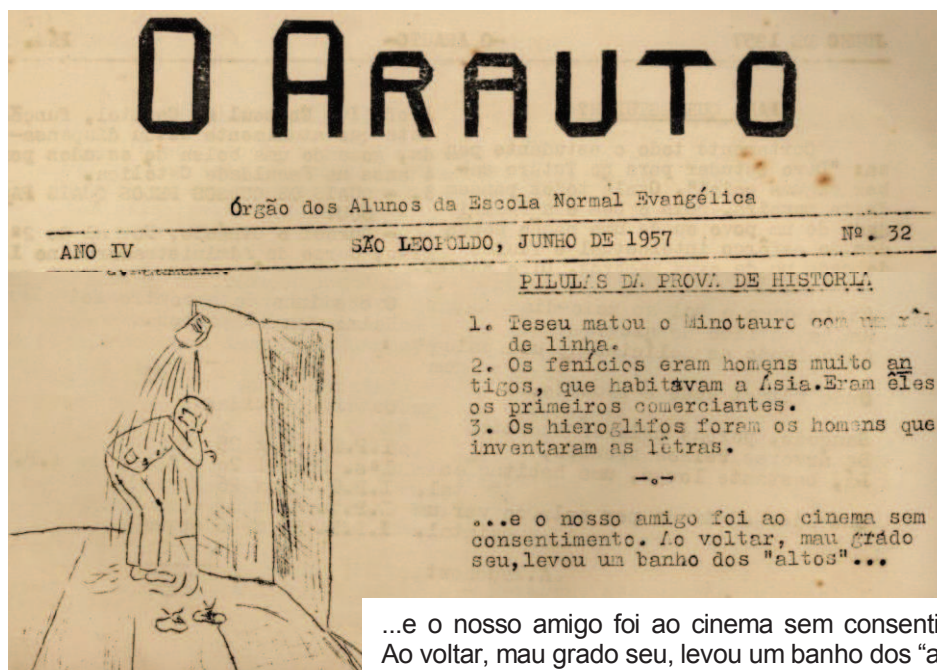 O ARAUTO
Órgão dos Alunos da Escola Normal Evangélica
ANO IV SÃO LEOPOLDO, JUNHO DE 1957 Nº. 32
PILULAS DA PROVA DE HISTORIA
1. Teseu matou o Minotauro com um
de linha.
2. Os fenícios eram homens muito an
tigos, que habitavam a Ásia.Eram êles
os primeiros comerciantes.
3. Os hieroglifos foram os homens que
inventaram as lêtras.
-.-
...e o nosso amigo foi ao cinema sem
consentimento. Ao voltar, mau grádo
seu,levou um banho dos "altos"...
...e o nosso amigo foi ao cinema sem consenti
Ao voltar, mau grado seu, levou um banho dos “a